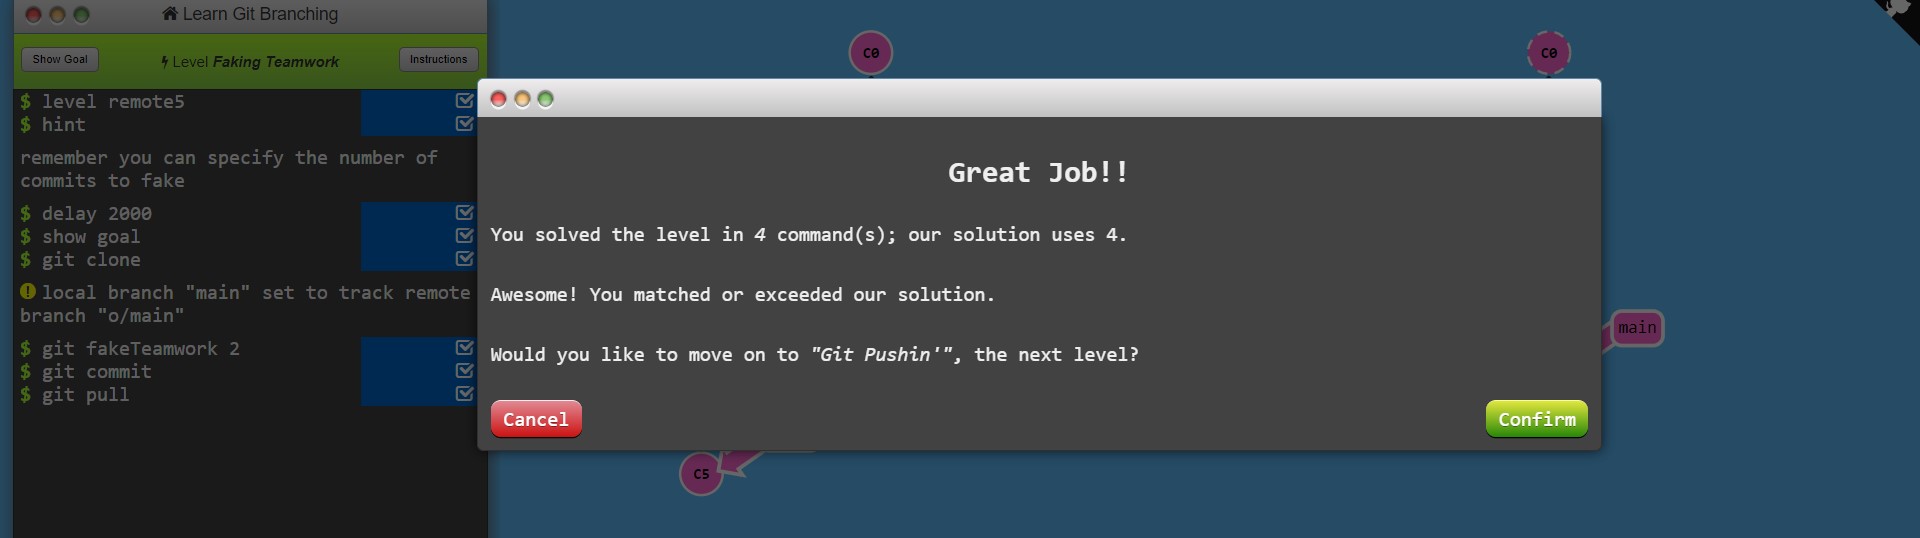 Learn Git Branching
Show Goal
Level Faking Teamwork
Instructions
$ level remote5
$ hint
remember you can specify the number of
commits to fake
$ delay 2000
$ show goal
$ git clone
local branch "main" set to track remote
branch "o/main"
$ git fakeTeamwork 2
$ git commit
$ git pull
C0
C0
Great Job!!
You solved the level in 4 command(s); our solution uses 4.
Awesome! You matched or exceeded our solution.
Would you like to move on to "Git Pushin'", the next level?
Cancel
Confirm
main
C5